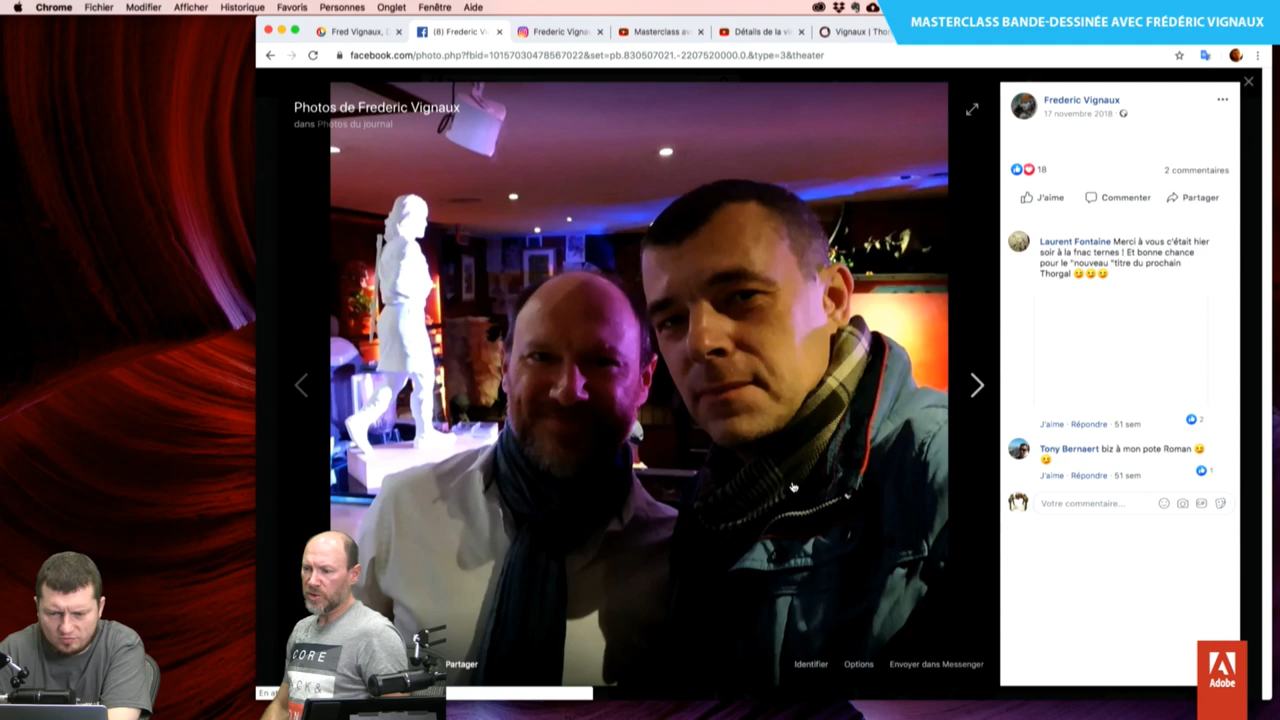 Chrome Fichier Modifier Afficher Historique Favoris Personnes Onglet Fenêtre Aide
MASTERCLASS BANDE-DESSINÉE AVEC FRÉDÉRIC VIGNAUX
Fred Vignaux,
(8) Frederic Vi
Frederic Vigna
Masterclass av
Détails de la vi
Vignaux | Tho
facebook.com/photo.php?fbid=10157030478567022&set=pb.830507021.-2207520000.0.&type=3&theater
Photos de Frederic Vignaux
dans Photos du journal
Frederic Vignaux
17 novembre 2018
18
2 commentaires
J'aime Commenter Partager
Laurent Fontaine Merci à vous c'était hier
soir à la fnac ternes ! Et bonne chance
pour le "nouveau "titre du prochain
Thorgal
2
J'aime · Répondre · 51 sem
Tony Bernaert biz à mon pote Roman
J'aime · Répondre · 51 sem
1
Votre commentaire...
Partager
Identifier Options Envoyer dans Messenger
En at
CORE
Adobe